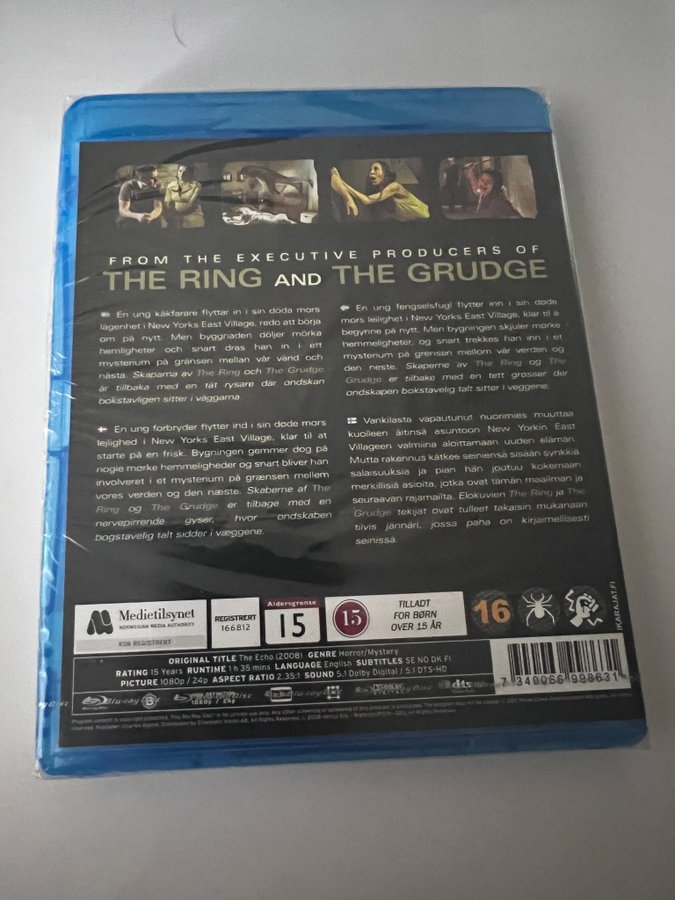 FROM THE EXECUTIVE PRODUCERS OF
THE RING AND THE GRUDGE
En ung kåkfarare flyttar in i sin döda mors
lägenhet i New Yorks East Village, redo att börja
om på nytt. Men byggnaden döljer mörka
hemligheter och snart dras han in i ett
mysterium på gränsen mellan vår värld och
nästa. Skaparna av The Ring och The Grudge
är tillbaka med en tät rysare där ondskan
bokstavligen sitter i väggarna.
En ung fengselsfugl flytter inn i sin døde
mors leilighet i New Yorks East Village, klar til å
begynne på nytt. Men bygningen skjuler mørke
hemmeligheter, og snart trekkes han inn i et
mysterium på grensen mellom vår verden og
den neste. Skaperne av The Ring og The
Grudge er tilbake med en tett grøsser der
ondskapen bokstavelig talt sitter i veggene.
En ung forbryder flytter ind i sin døde mors
lejlighed i New Yorks East Village, klar til at
starte på en frisk. Bygningen gemmer dog på
nogle mørke hemmeligheder og snart bliver han
involveret i et mysterium på grænsen mellem
vores verden og den næste. Skaberne af The
Ring og The Grudge er tilbage med en
nervepirrende gyser, hvor ondskaben
bogstavelig talt sidder i væggene.
Vankilasta vapautunut nuorimies muuttaa
kuolleen äitinsä asuntoon New Yorkin East
Villageen valmiina aloittamaan uuden elämän.
Mutta rakennus kätkee seiniensä sisään synkkiä
salaisuuksia ja pian hän joutuu kokemaan
merkillisiä asioita, jotka ovat tämän maailman ja
seuraavan rajamailta. Elokuvien The Ring ja The
Grudge tekijät ovat tulleet takaisin mukanaan
tiivis jännäri, jossa paha on kirjaimellisesti
seinissä.
Medietilsynet
NORWEGIAN MEDIA AUTHORITY
KUN REGISTRERT
REGISTRERT
166812
Aldersgrense
15
15
TILLADT
FOR BØRN
OVER 15 ÅR
16
IKARAJAT.FI
ORIGINAL TITLE The Echo (2008) GENRE Horror/Mystery
RATING 15 Years RUNTIME 1 h 35 mins LANGUAGE English SUBTITLES SE NO DK FI
PICTURE 1080p / 24p ASPECT RATIO 2.35:1 SOUND 5.1 Dolby Digital / 5.1 DTS-HD
7 340066 998631
Blu-ray Disc
B
1080p / 24p
dts